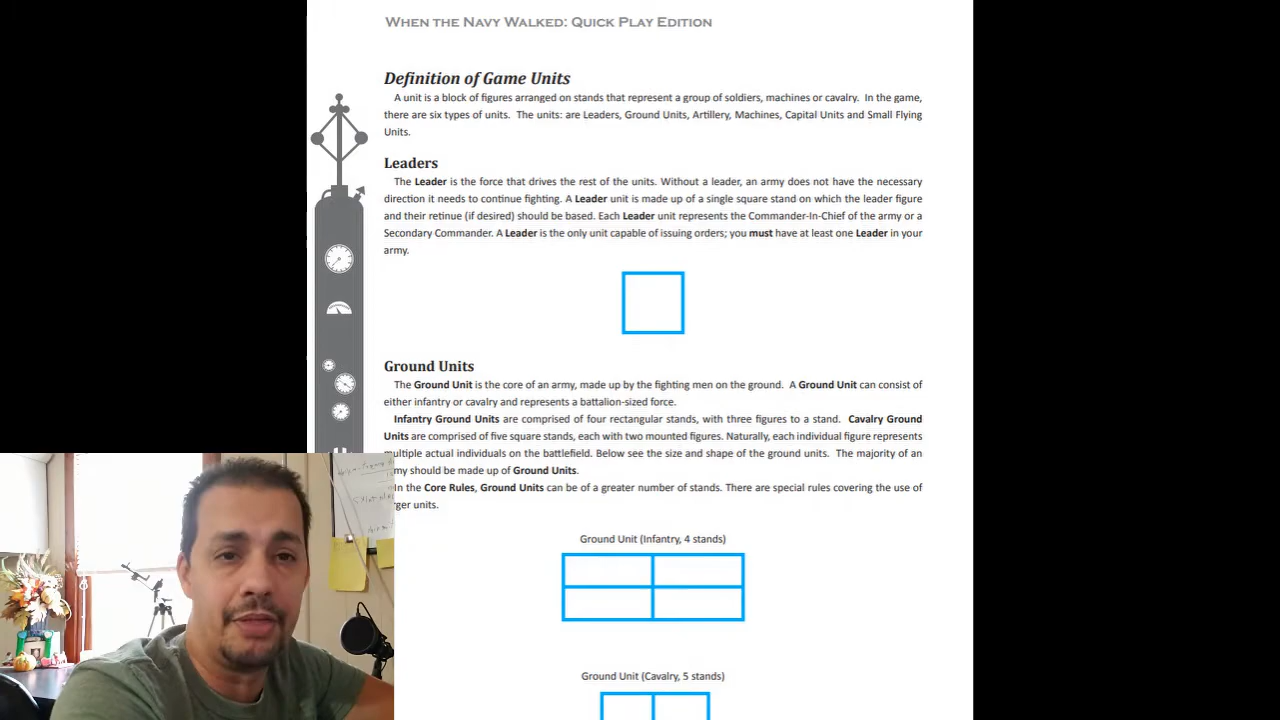 When the Navy Walked: Quick Play Edition
Definition of Game Units
A unit is a block of figures arranged on stands that represent a group of soldiers, machines or cavalry. In the game,
there are six types of units. The units: are Leaders, Ground Units, Artillery, Machines, Capital Units and Small Flying
Units.
Leaders
The Leader is the force that drives the rest of the units. Without a leader, an army does not have the necessary
direction it needs to continue fighting. A Leader unit is made up of a single square stand on which the leader figure
and their retinue (if desired) should be based. Each Leader unit represents the Commander-In-Chief of the army or a
Secondary Commander. A Leader is the only unit capable of issuing orders; you must have at least one Leader in your
army.
Ground Units
The Ground Unit is the core of an army, made up by the fighting men on the ground. A Ground Unit can consist of
either infantry or cavalry and represents a battalion-sized force.
Infantry Ground Units are comprised of four rectangular stands, with three figures to a stand. Cavalry Ground
Units are comprised of five square stands, each with two mounted figures. Naturally, each individual figure represents
multiple actual individuals on the battlefield. Below see the size and shape of the ground units. The majority of an
my should be made up of Ground Units.
In the Core Rules, Ground Units can be of a greater number of stands. There are special rules covering the use of
rger units.
Ground Unit (Infantry, 4 stands)
Ground Unit (Cavalry, 5 stands)